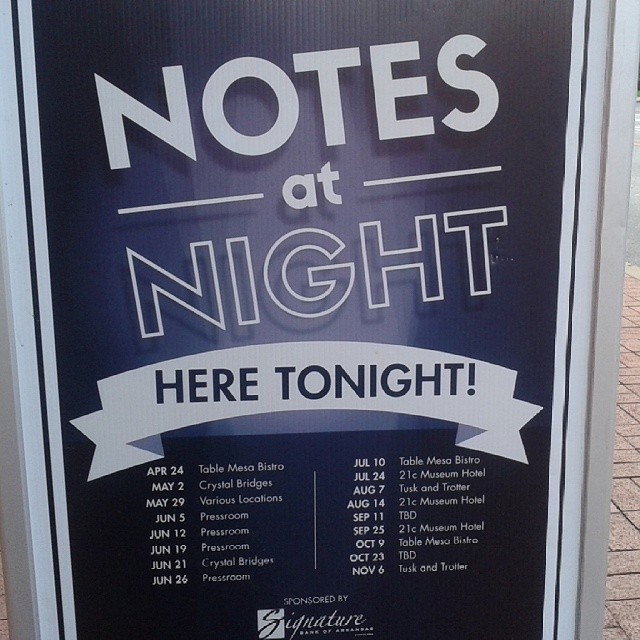 NOTES
at
NIGHT
HERE TONIGHT!
APR 24 Table Mesa Bistro
MAY 2 Crystal Bridges
MAY 29 Various Locations
JUN 5 Pressroom
JUN 12 Pressroom
JUN 19 Pressroom
JUN 21 Crystal Bridges
JUN 26 Pressroom
JUL 10 Table Mesa Bistro
JUL 24 21c Museum Hotel
AUG 7 Tusk and Trotter
AUG 14 21c Museum Hotel
SEP 11 TBD
SEP 25 21c Museum Hotel
OCT 9 Table Mesa Bistro
OCT 23 TBD
NOV 6 Tusk and Trotter
SPONSORED BY
Signature
BANK OF ARKANSAS